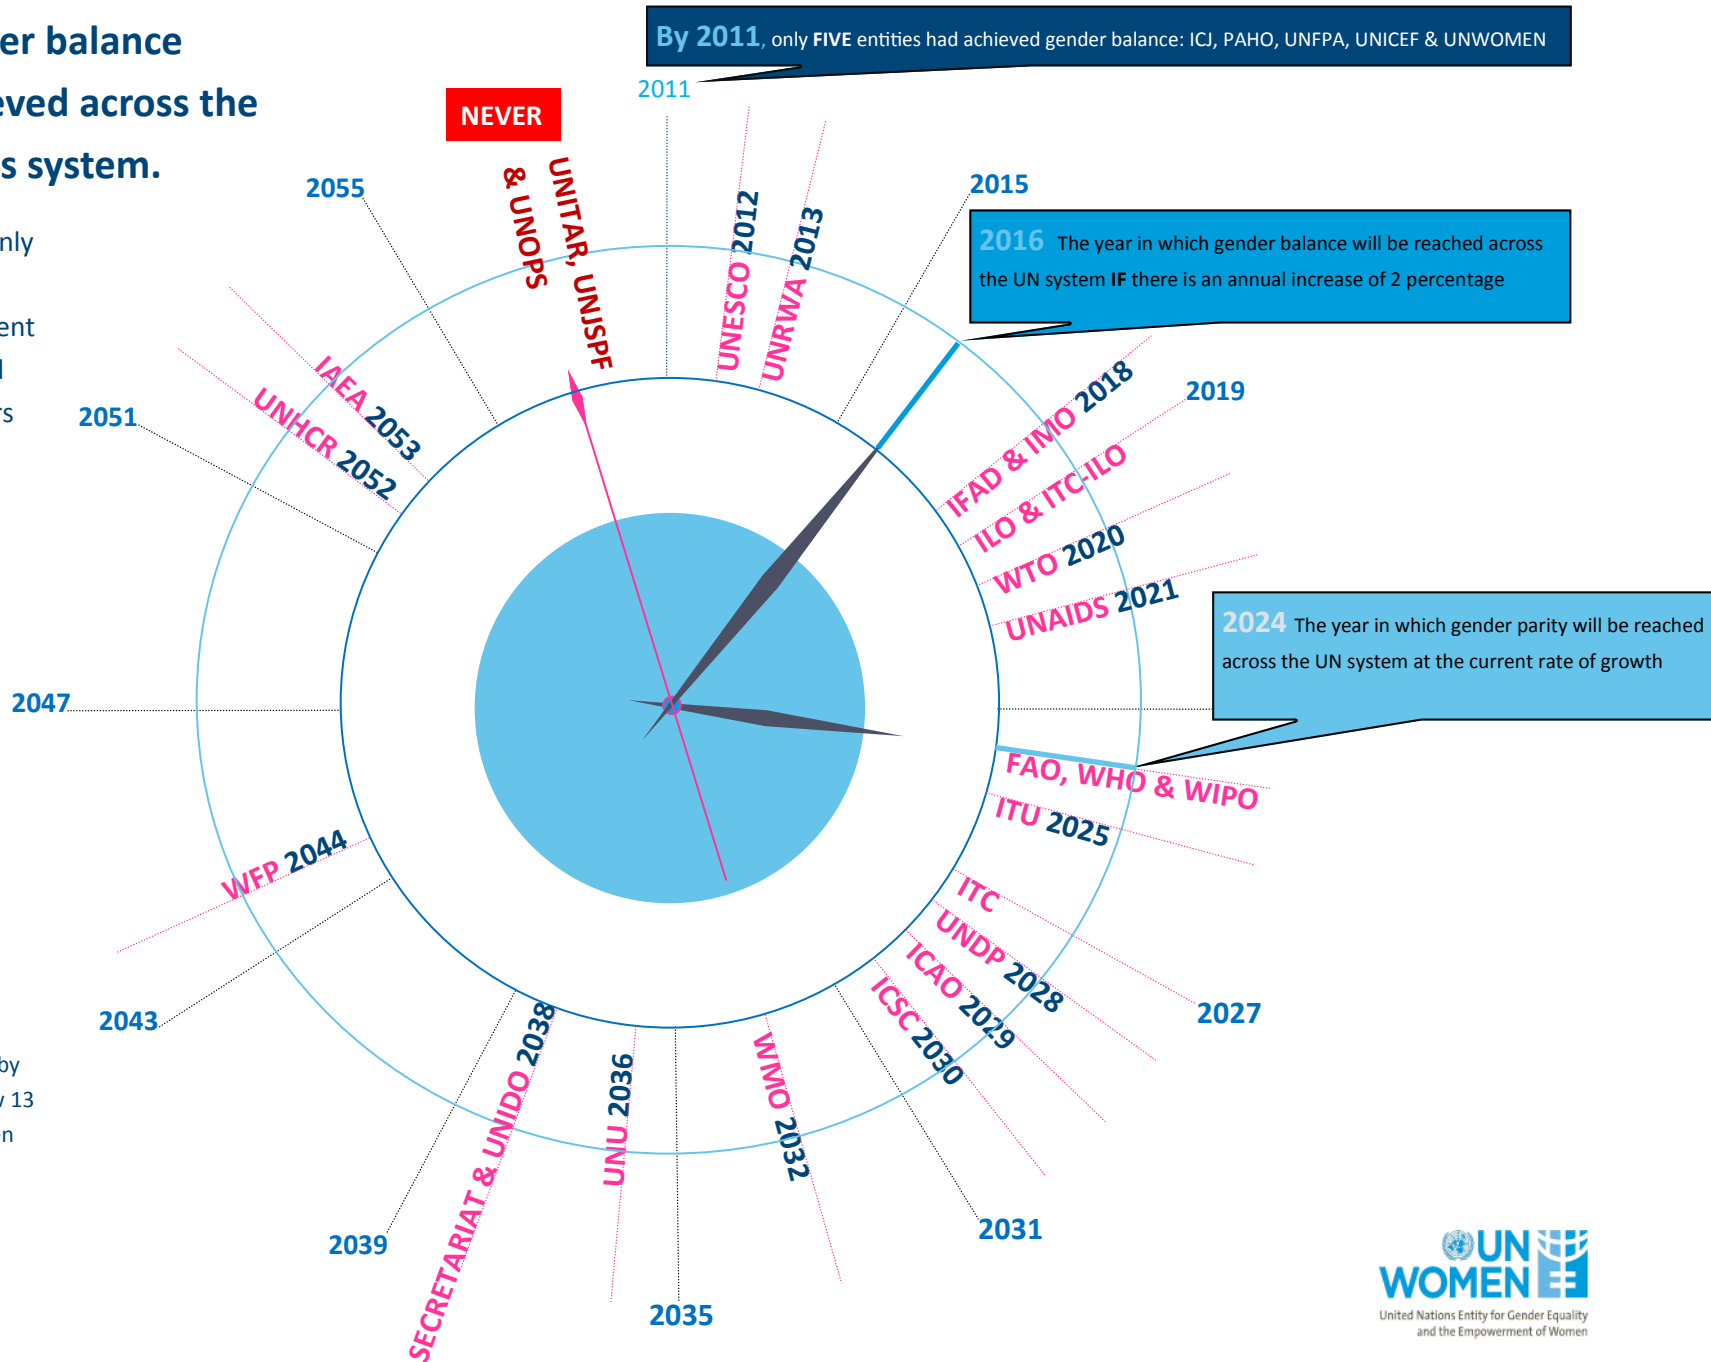 er balance
eved across the
s system.
nly
ent
l
rs
by
v 13
en
By 2011, only FIVE entities had achieved gender balance: ICJ, PAHO, UNFPA, UNICEF & UNWOMEN
2011
NEVER
UNITAR, UNJSPF
& UNOPS
UNESCO 2012
UNRWA 2013
2015
2016 The year in which gender balance will be reached across
the UN system IF there is an annual increase of 2 percentage
IFAD & IMO 2018
2019
ILO & ITC-ILO
WTO 2020
UNAIDS 2021
2024 The year in which gender parity will be reached
across the UN system at the current rate of growth
FAO, WHO & WIPO
ITU 2025
ITC
2027
UNDP 2028
ICAO 2029
ICSC 2030
2031
WMO 2032
2035
UNU 2036
SECRETARIAT & UNIDO 2038
2039
2043
WFP 2044
2047
2051
UNHCR 2052
IAEA 2053
2055
UN
WOMEN
United Nations Entity for Gender Equality
and the Empowerment of Women